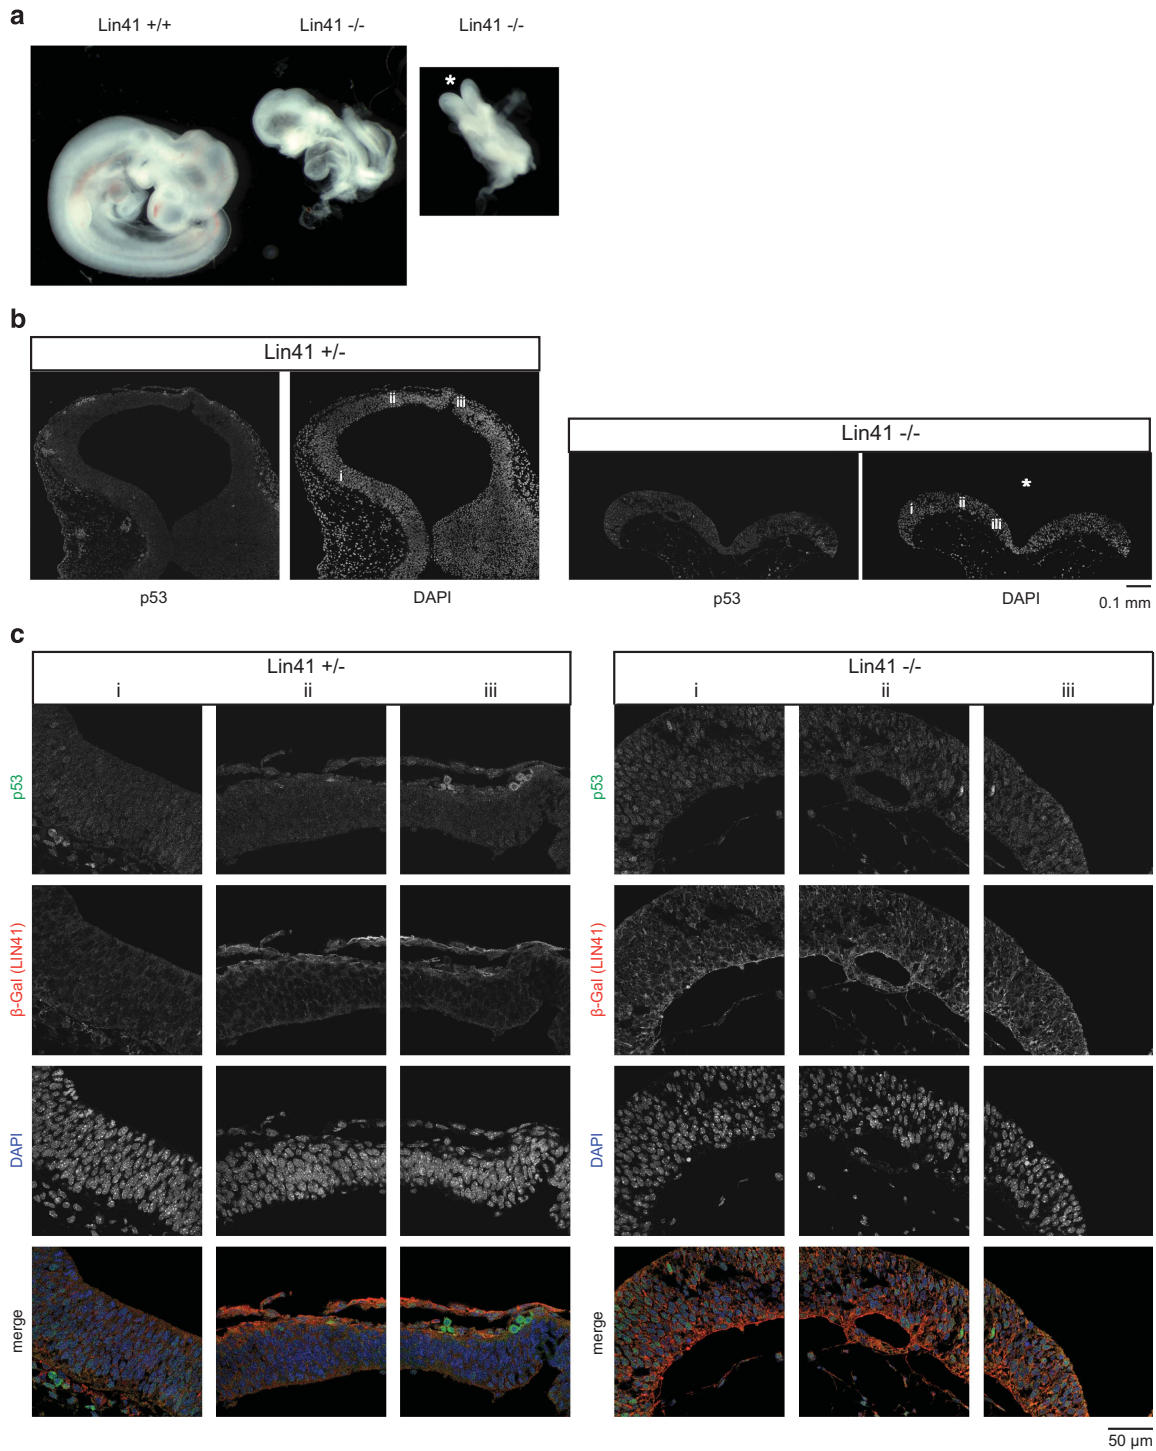 a
Lin41 +/+
Lin41 -/-
Lin41 -/-
*
b
Lin41 +/-
Lin41 -/-
i
ii
iii
i
ii
iii
*
p53
DAPI
p53
DAPI
0.1 mm
c
Lin41 +/-
i
ii
iii
Lin41 -/-
i
ii
iii
p53
p53
β-Gal (LIN41)
β-Gal (LIN41)
DAPI
DAPI
merge
merge
50 µm